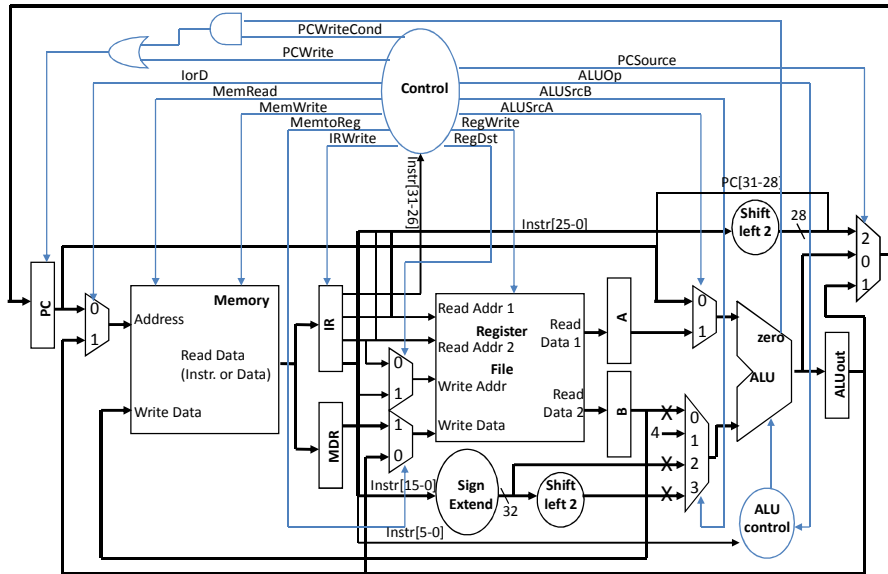 PCWriteCond
PCWrite
IorD
MemRead
MemWrite
MemtoReg
IRWrite
Control
PCSource
ALUOp
ALUSrcB
ALUSrcA
RegWrite
RegDst
Instr[31-26]
PC[31-28]
Instr[25-0]
Shift
left 2
28
2
0
1
PC
0
1
Memory
Address
Read Data
(Instr. or Data)
Write Data
IR
MDR
0
1
1
0
Read Addr 1
Register
Read Addr 2
File
Write Addr
Write Data
Read
Data 1
Read
Data 2
A
B
0
1
zero
ALU
ALUout
X
4
X
X
0
1
2
3
Instr[15-0]
Sign
Extend
32
Shift
left 2
Instr[5-0]
ALU
control